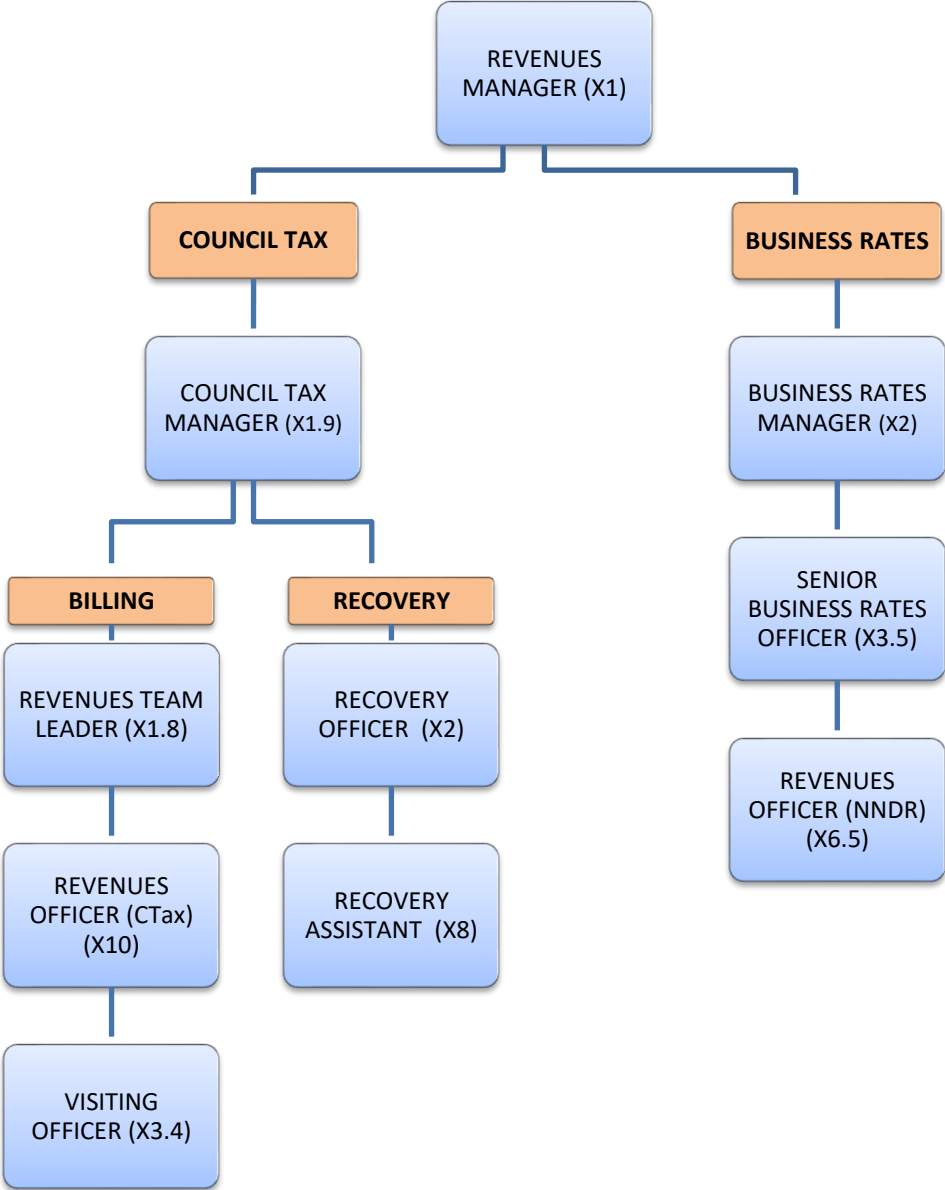 REVENUES
MANAGER (X1)
COUNCIL TAX
BUSINESS RATES
COUNCIL TAX
MANAGER (X1.9)
BUSINESS RATES
MANAGER (X2)
BILLING
RECOVERY
SENIOR
BUSINESS RATES
OFFICER (X3.5)
REVENUES TEAM
LEADER (X1.8)
RECOVERY
OFFICER  (X2)
REVENUES
OFFICER (NNDR)
(X6.5)
REVENUES
OFFICER (CTax)
(X10)
RECOVERY
ASSISTANT  (X8)
VISITING
OFFICER (X3.4)